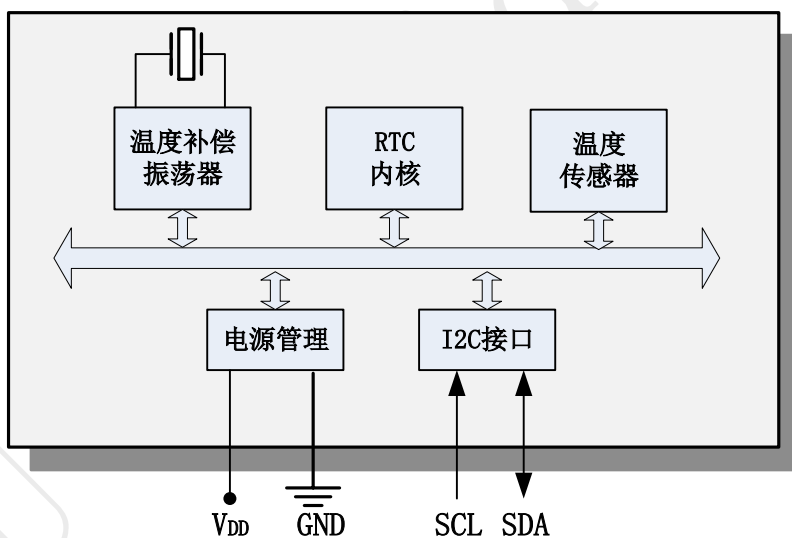 温度补偿
振荡器
RTC
内核
温度
传感器
电源管理
I2C接口
VDD
GND
SCL
SDA